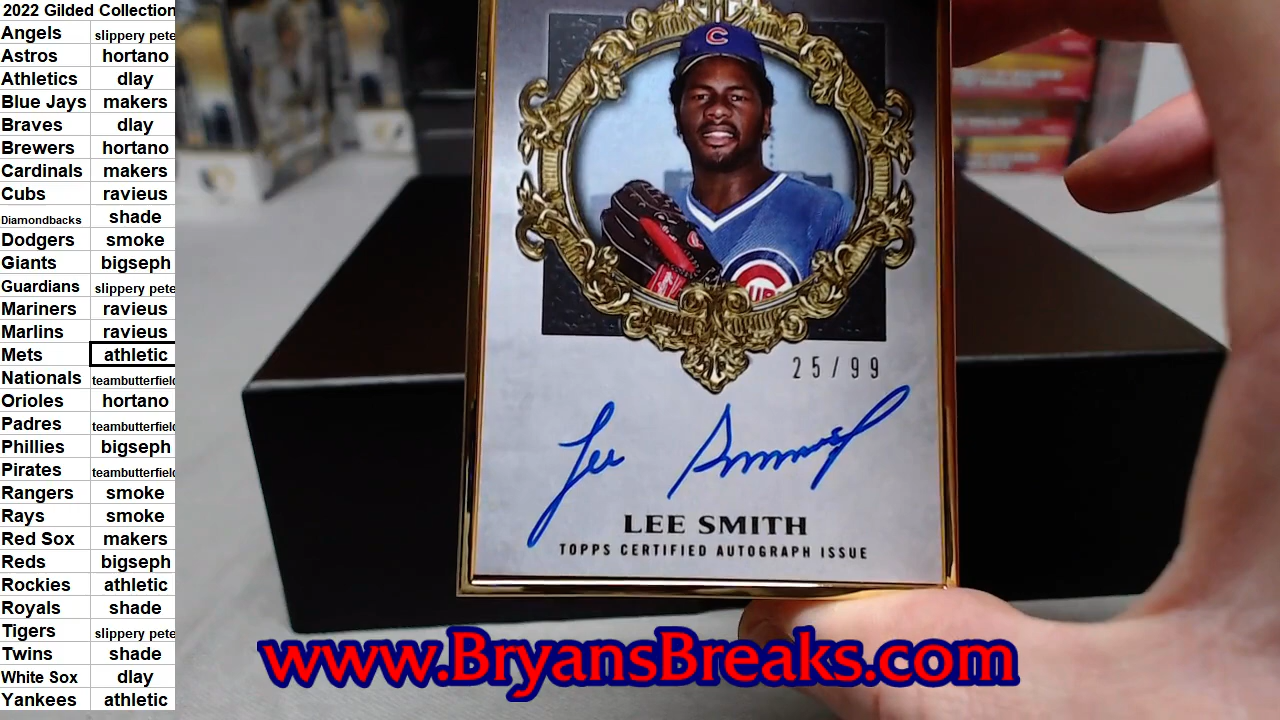 2022 Gilded Collection
Angels slippery pete
Astros hortano
Athletics dlay
Blue Jays makers
Braves dlay
Brewers hortano
Cardinals makers
Cubs ravieus
Diamondbacks shade
Dodgers smoke
Giants bigseph
Guardians slippery pete
Mariners ravieus
Marlins ravieus
Mets athletic
Nationals teambutterfield
Orioles hortano
Padres teambutterfield
Phillies bigseph
Pirates teambutterfield
Rangers smoke
Rays smoke
Red Sox makers
Reds bigseph
Rockies athletic
Royals shade
Tigers slippery pete
Twins shade
White Sox dlay
Yankees athletic
C
25/99
Lee Smith
LEE SMITH
TOPPS CERTIFIED AUTOGRAPH ISSUE
www.BryansBreaks.com